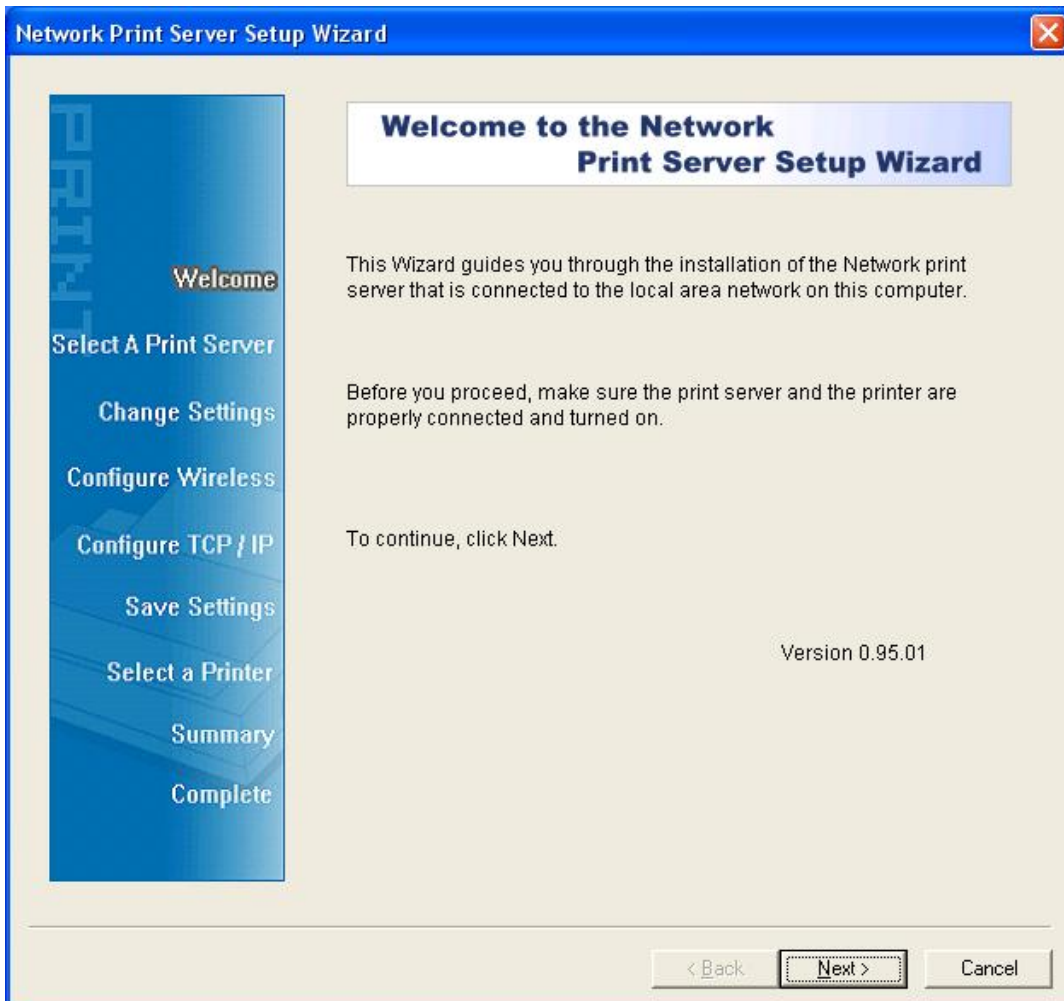 Network Print Server Setup Wizard
PRINT
Welcome to the Network
Print Server Setup Wizard
Welcome
Select A Print Server
Change Settings
Configure Wireless
Configure TCP / IP
Save Settings
Select a Printer
Summary
Complete
This Wizard guides you through the installation of the Network print
server that is connected to the local area network on this computer.
Before you proceed, make sure the print server and the printer are
properly connected and turned on.
To continue, click Next.
Version 0.95.01
< Back
Next >
Cancel